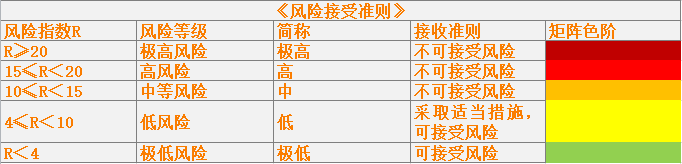 《风险接受准则》
风险指数R 风险等级 简称 接收准则 矩阵色阶
R≥20 极高风险 极高 不可接受风险
15≤R＜20 高风险 高 不可接受风险
10≤R＜15 中等风险 中 不可接受风险
4≤R＜10 低风险 低 采取适当措施，
可接受风险
R＜4 极低风险 极低 可接受风险